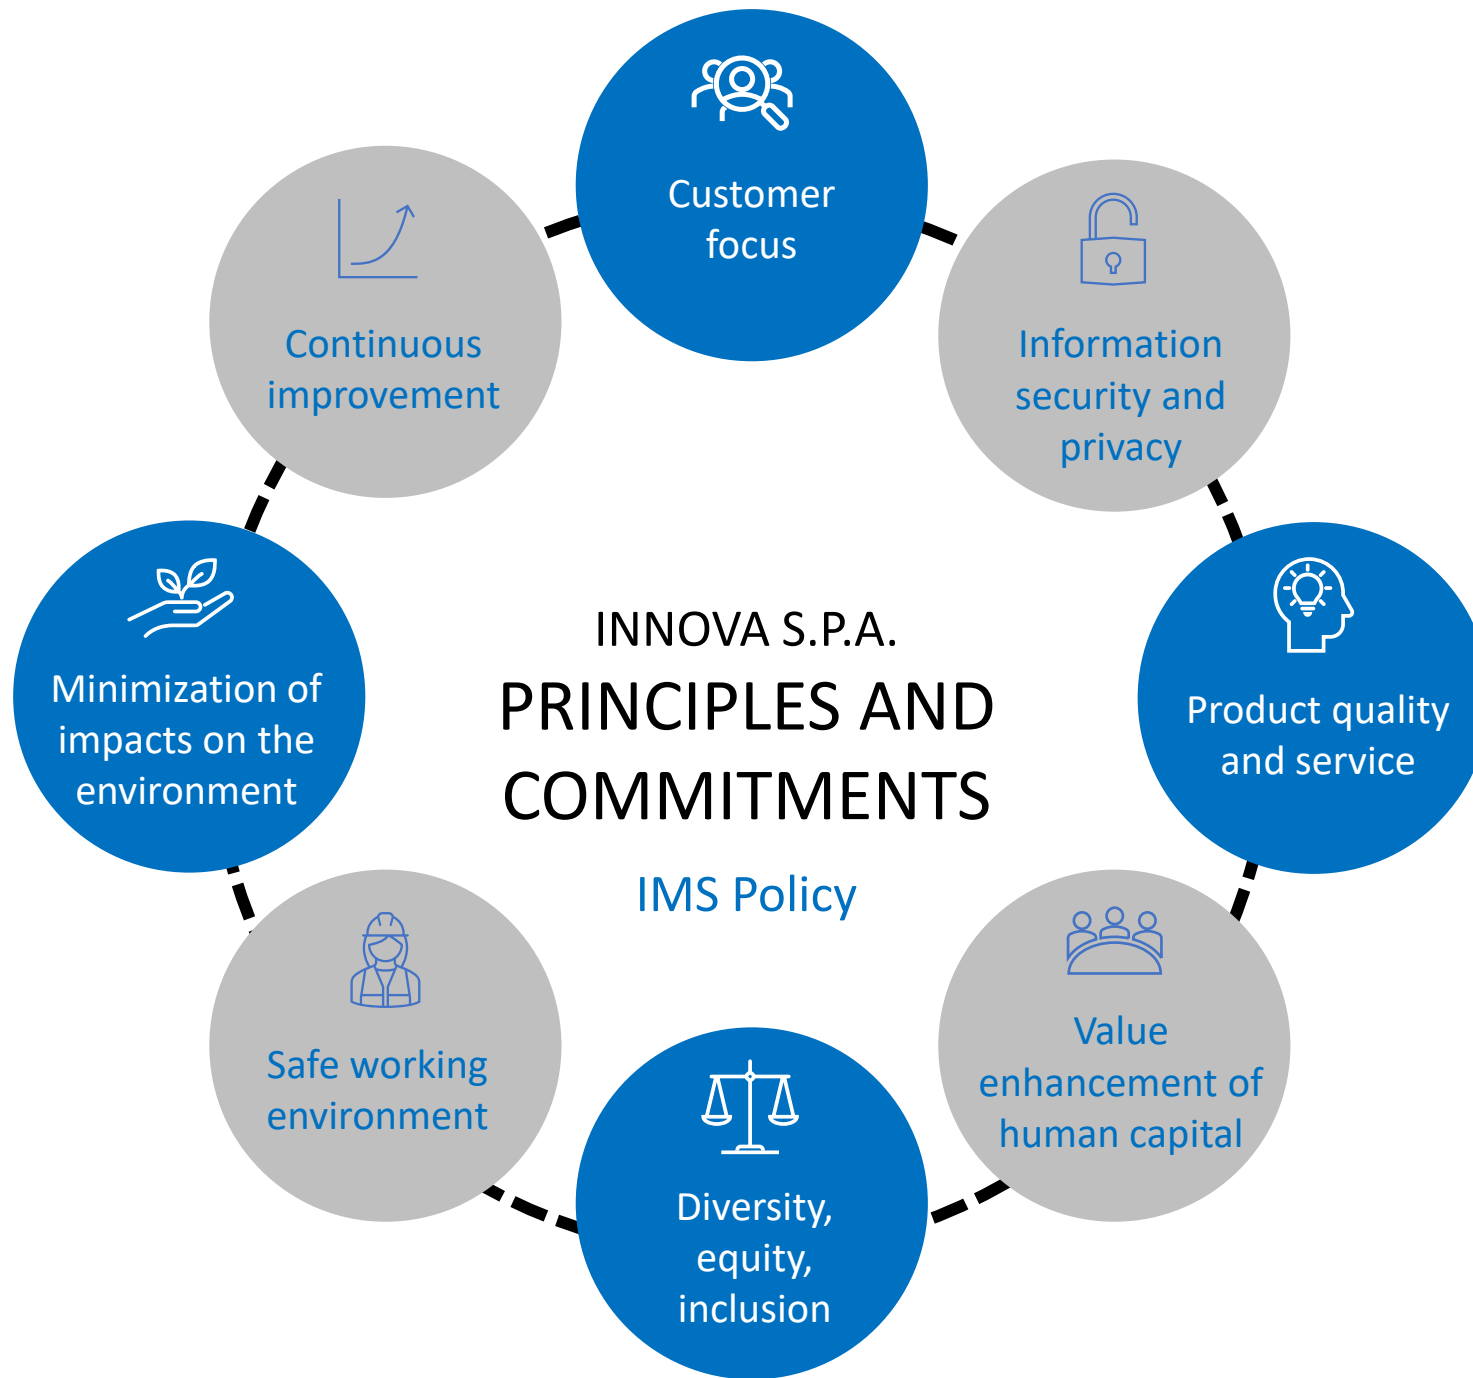 Customer
focus
Continuous
improvement
Information
security and
privacy
INNOVA S.P.A.
PRINCIPLES AND
COMMITMENTS
IMS Policy
Minimization of
impacts on the
environment
Product quality
and service
Safe working
environment
Value
enhancement of
human capital
Diversity,
equity,
inclusion